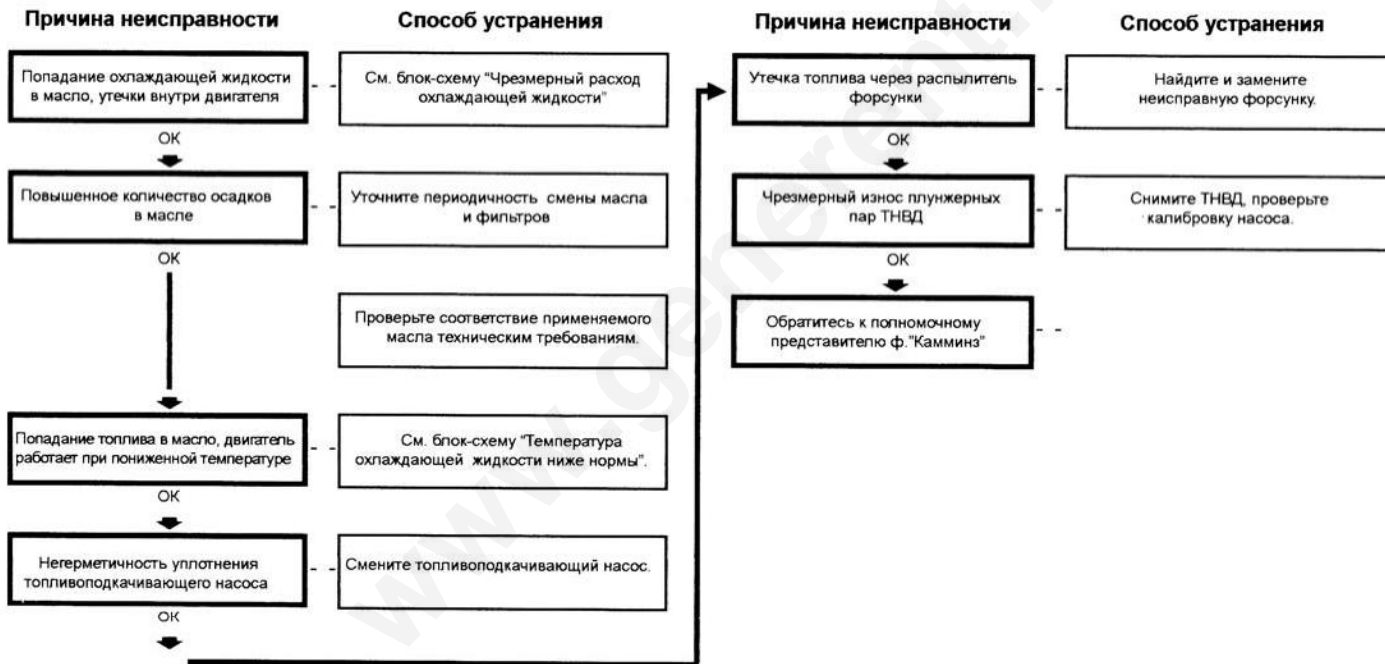 Причина неисправности
Способ устранения
Попадание охлаждающей жидкости
в масло, утечки внутри двигателя
См. блок-схему "Чрезмерный расход
охлаждающей жидкости"
ОК
Повышенное количество осадков
в масле
Уточните периодичность смены масла
и фильтров
ОК
Проверьте соответствие применяемого
масла техническим требованиям.
Попадание топлива в масло, двигатель
работает при пониженной температуре
См. блок-схему "Температура
охлаждающей жидкости ниже нормы".
ОК
Негерметичность уплотнения
топливоподкачивающего насоса
Смените топливоподкачивающий насос.
ОК
Причина неисправности
Способ устранения
Утечка топлива через распылитель
форсунки
Найдите и замените
неисправную форсунку.
ОК
Чрезмерный износ плунжерных
пар ТНВД
Снимите ТНВД, проверьте
калибровку насоса.
ОК
Обратитесь к полномочному
представителю ф."Камминз"
www.generent.